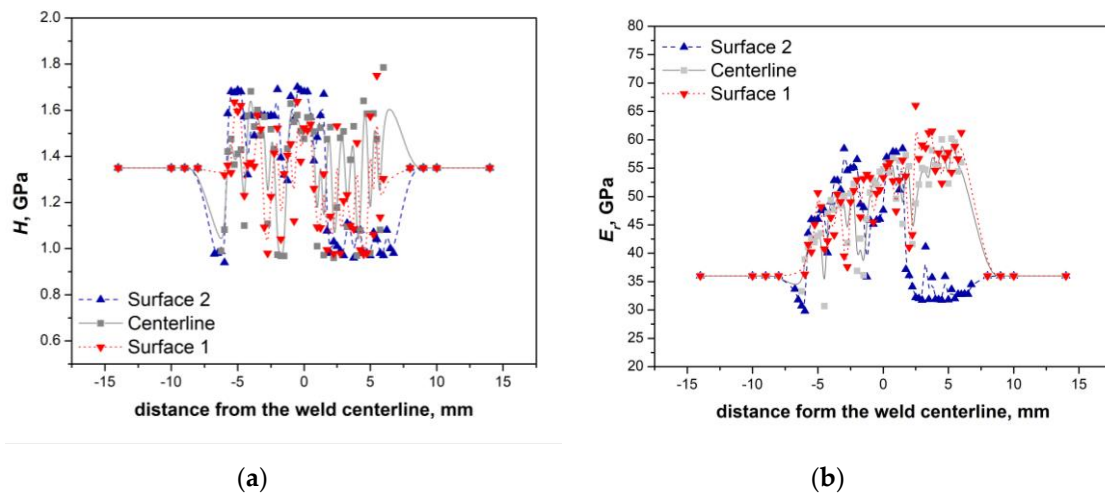 2.0
1.8
1.6
1.4
1.2
1.0
0.8
0.6
H, GPa
Surface 2
Centerline
Surface 1
-15 -10 -5 0 5 10 15
distance from the weld centerline, mm
(a)
80
75
70
65
60
55
50
45
40
35
30
25
20
Er, GPa
Surface 2
Centerline
Surface 1
-15 -10 -5 0 5 10 15
distance form the weld centerline, mm
(b)